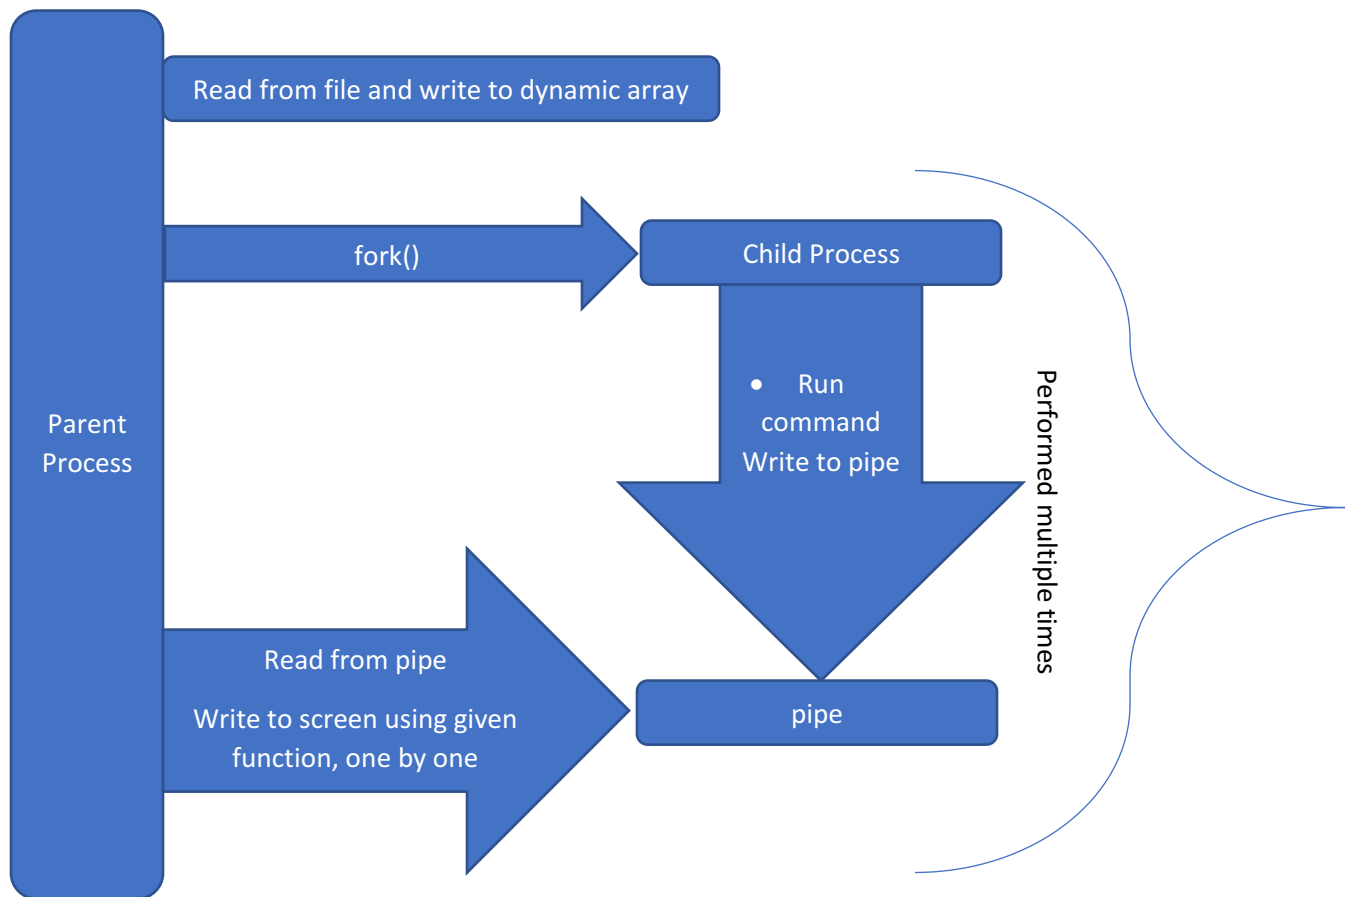 Read from file and write to dynamic array
fork()
Child Process
• Run
command
Write to pipe
Parent
Process
Performed multiple times
Read from pipe
Write to screen using given
function, one by one
pipe